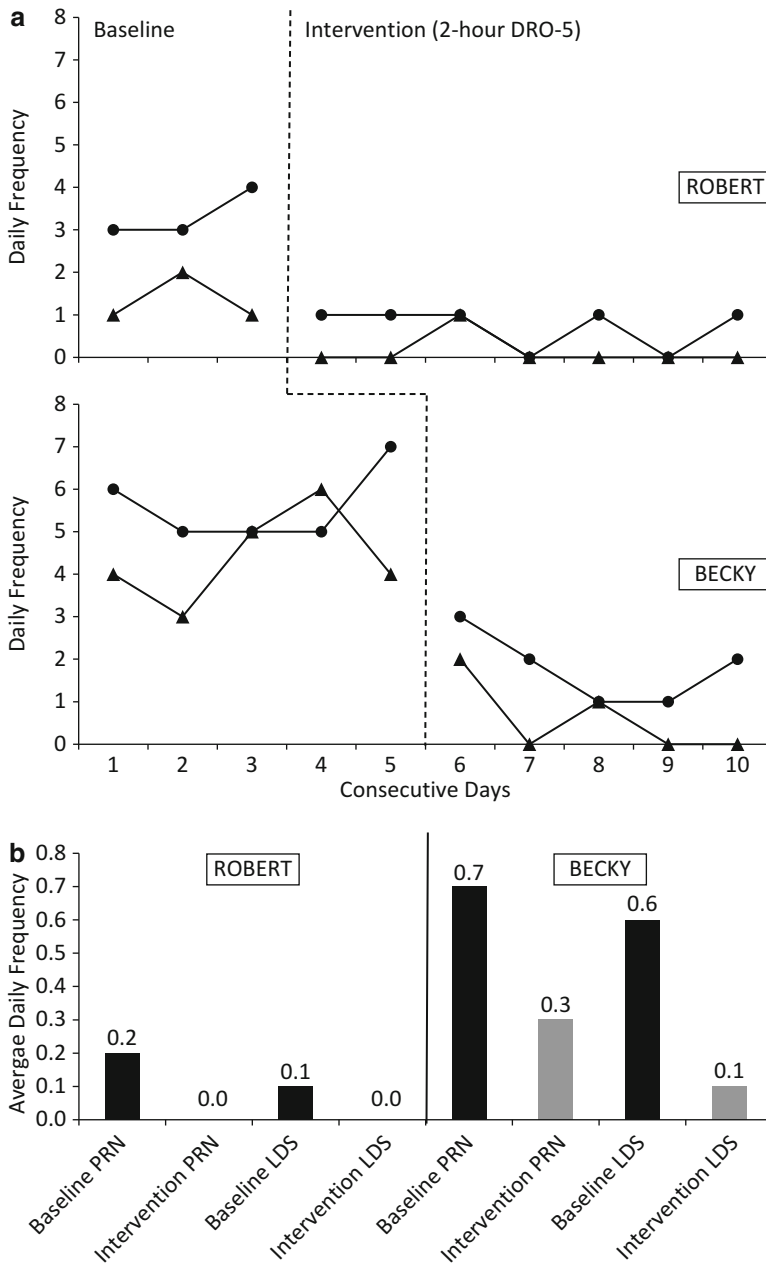 a
Baseline Intervention (2-hour DRO-5)
Daily Frequency
8
7
6
5
4
3
2
1
0
ROBERT
Daily Frequency
8
7
6
5
4
3
2
1
0
BECKY
1 2 3 4 5 6 7 8 9 10
Consecutive Days
b
Avergae Daily Frequency
0.8
0.7
0.6
0.5
0.4
0.3
0.2
0.1
0.0
ROBERT BECKY
0.2 0.0 0.1 0.0 0.7 0.3 0.6 0.1
Baseline PRN
Intervention PRN
Baseline LDS
Intervention LDS
Baseline PRN
Intervention PRN
Baseline LDS
Intervention LDS